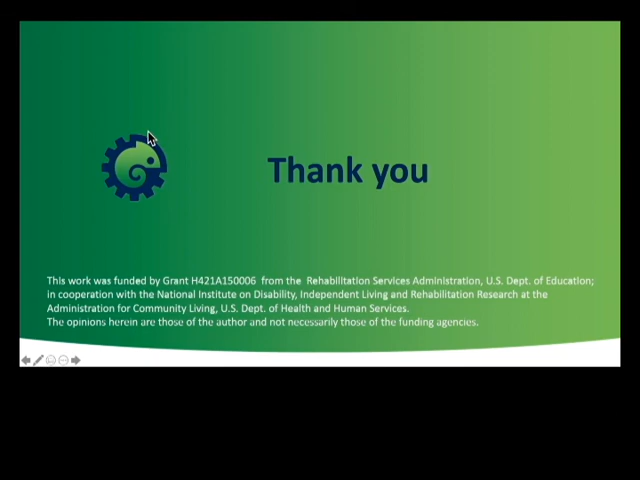 Thank you
This work was funded by Grant H421A150006 from the Rehabilitation Services Administration, U.S. Dept. of Education;
in cooperation with the National Institute on Disability, Independent Living and Rehabilitation Research at the
Administration for Community Living, U.S. Dept. of Health and Human Services.
The opinions herein are those of the author and not necessarily those of the funding agencies.